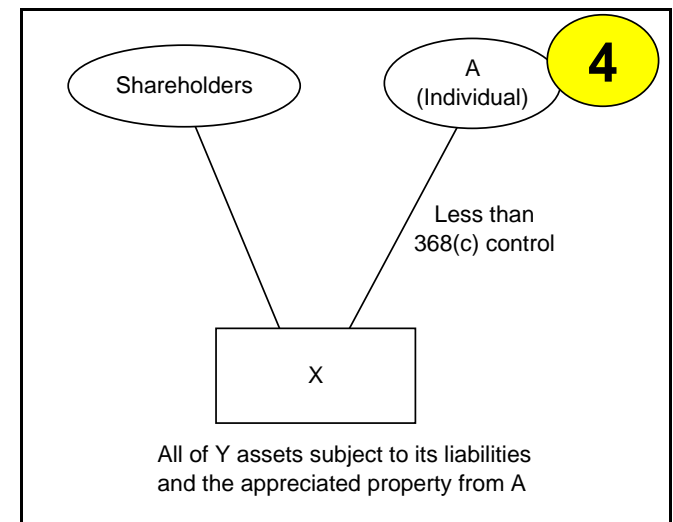 4
Shareholders
A
(Individual)
Less than
368(c) control
X
All of Y assets subject to its liabilities
and the appreciated property from A